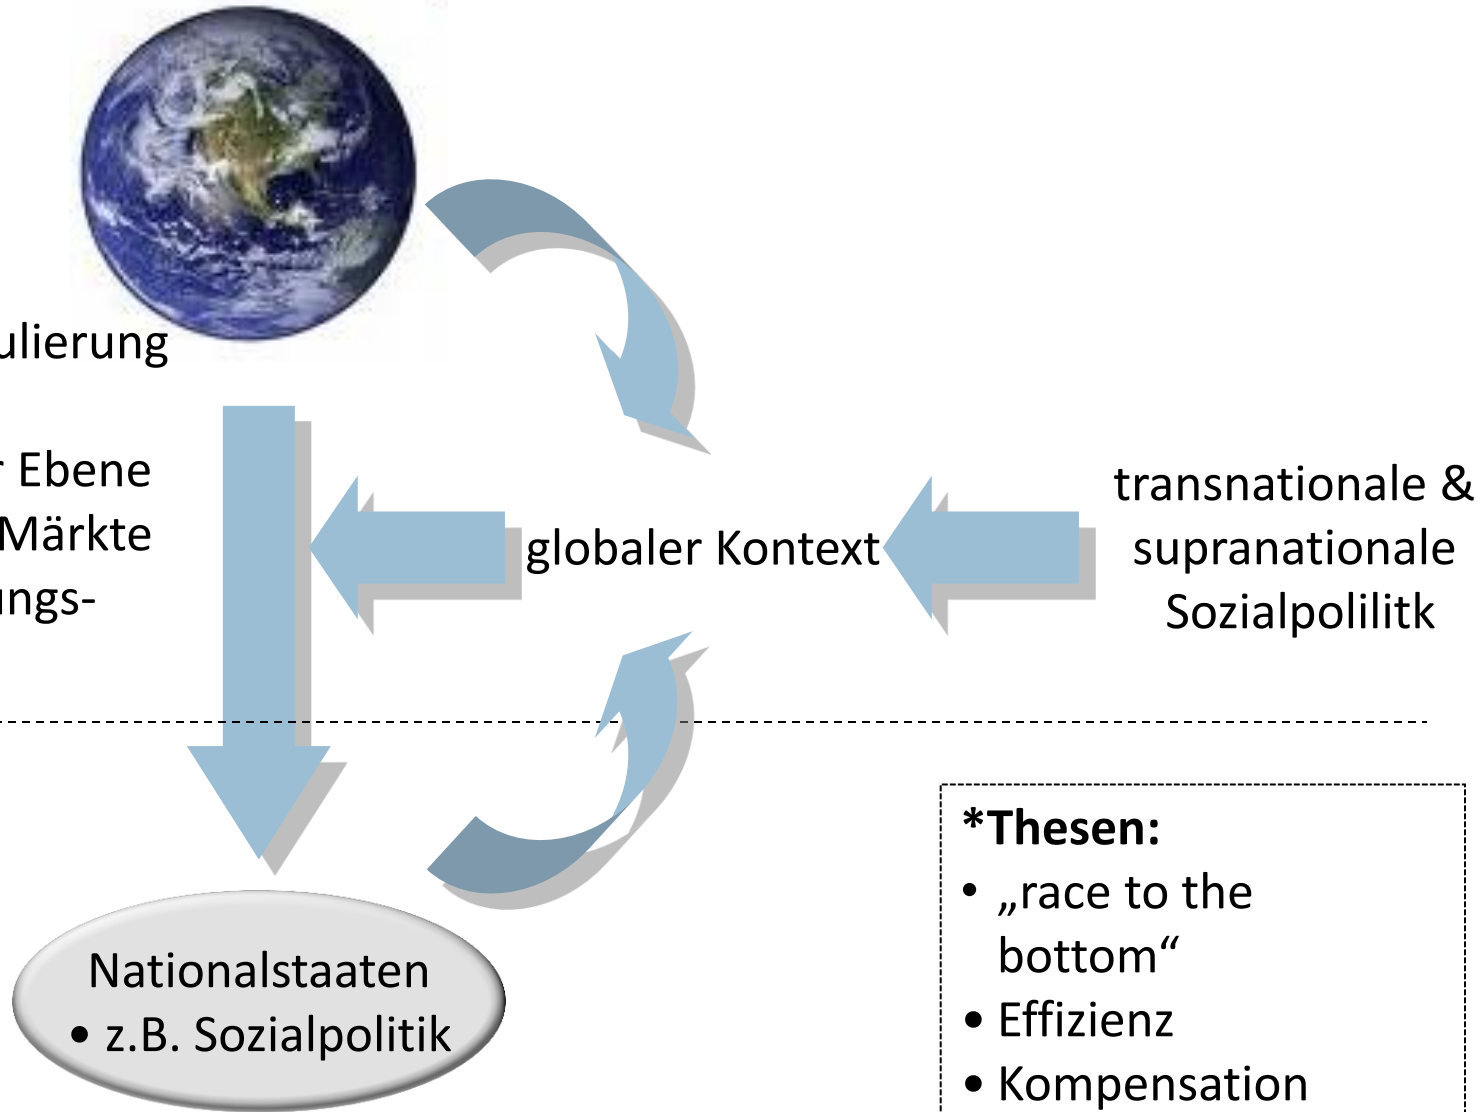 ulierung
r Ebene
Märkte
ungs-
globaler Kontext
transnationale &
supranationale
Sozialpolilitk
Nationalstaaten
• z.B. Sozialpolitik
*Thesen:
• „race to the
bottom“
• Effizienz
• Kompensation